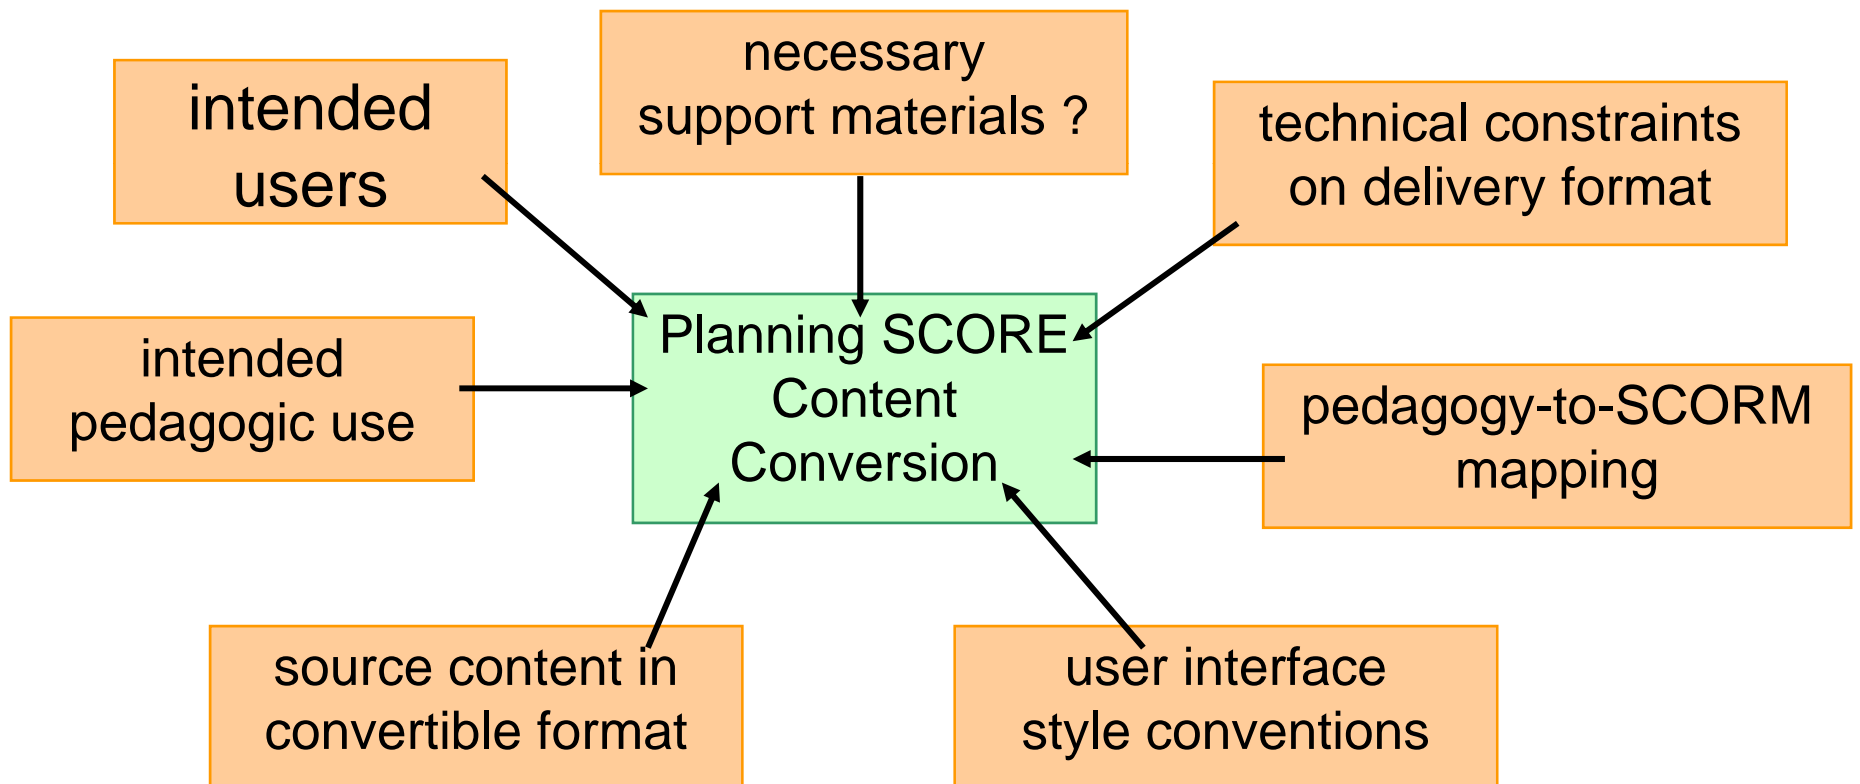 necessary
support materials ?
intended
users
technical constraints
on delivery format
Planning SCORE
Content
Conversion
intended
pedagogic use
pedagogy-to-SCORM
mapping
source content in
convertible format
user interface
style conventions